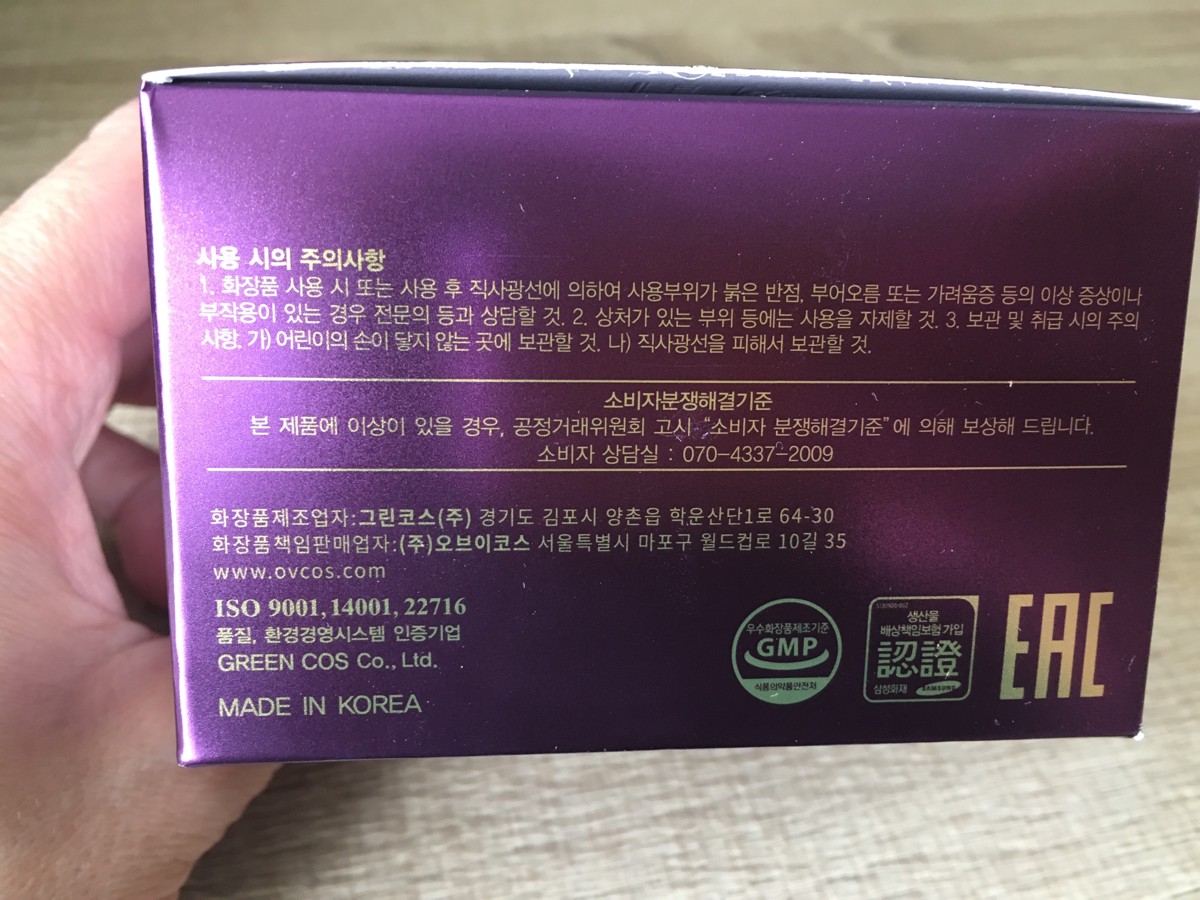 사용 시의 주의사항
1. 화장품 사용 시 또는 사용 후 직사광선에 의하여 사용부위가 붉은 반점, 부어오름 또는 가려움증 등의 이상 증상이나
부작용이 있는 경우 전문의 등과 상담할 것. 2. 상처가 있는 부위 등에는 사용을 자제할 것. 3. 보관 및 취급 시의 주의
사항. 가) 어린이의 손이 닿지 않는 곳에 보관할 것. 나) 직사광선을 피해서 보관할 것.
소비자분쟁해결기준
본 제품에 이상이 있을 경우, 공정거래위원회 고시 “소비자 분쟁해결기준”에 의해 보상해 드립니다.
소비자 상담실 : 070-4337-2009
화장품제조업자:그린코스(주) 경기도 김포시 양촌읍 학운산단1로 64-30
화장품책임판매업자:(주)오브이코스 서울특별시 마포구 월드컵로 10길 35
www.ovcos.com
ISO 9001, 14001, 22716
품질, 환경경영시스템 인증기업
GREEN COS Co., Ltd.
MADE IN KOREA
우수화장품제조기준
GMP
식품의약품안전처
생산물
배상책임보험 가입
認證
삼성화재 SAMSUNG
EAC